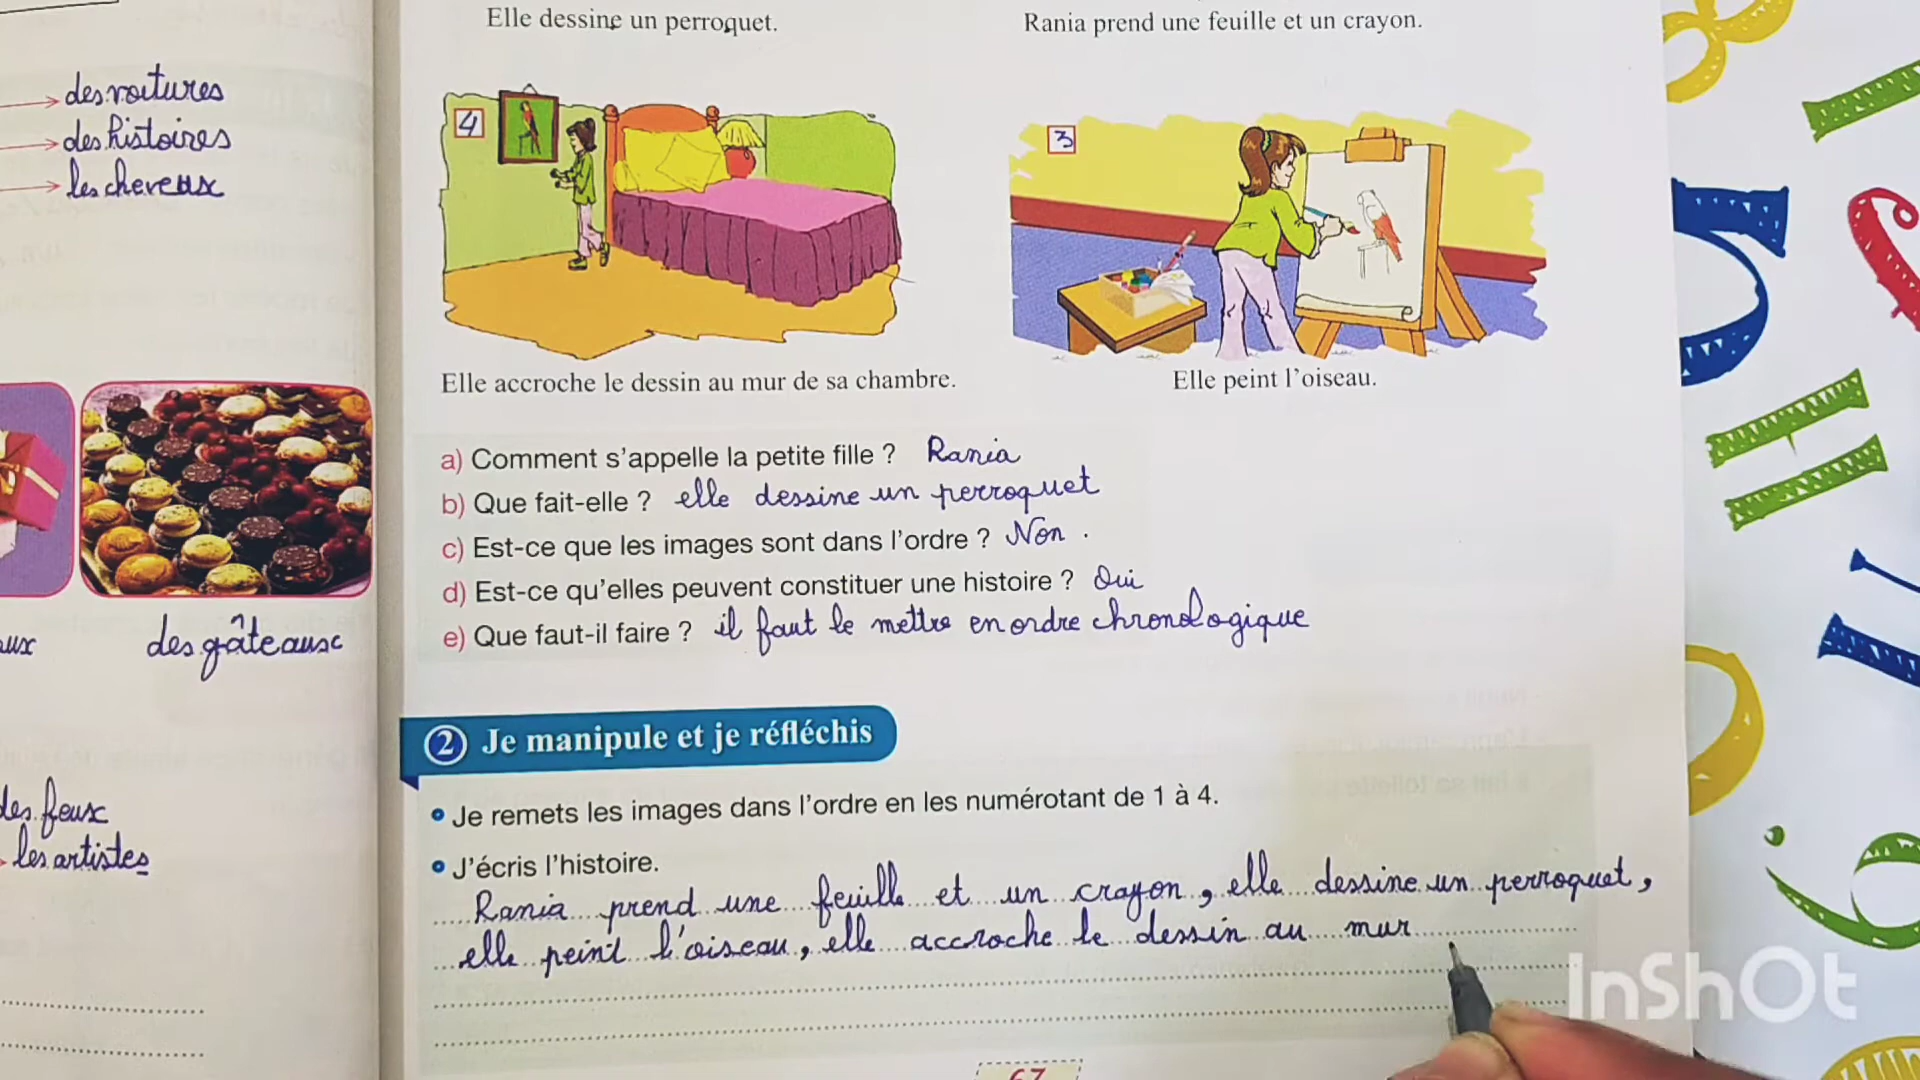 des voitures
des histoires
les cheveux
des gâteaux
des feux
les artistes
Elle dessine un perroquet.
Rania prend une feuille et un crayon.
4
3
Elle accroche le dessin au mur de sa chambre.
Elle peint l'oiseau.
a) Comment s'appelle la petite fille ? Rania
b) Que fait-elle ? elle dessine un perroquet
c) Est-ce que les images sont dans l'ordre ? Non .
d) Est-ce qu'elles peuvent constituer une histoire ? Oui
e) Que faut-il faire ? il faut le mettre en ordre chronologique
2 Je manipule et je réfléchis
Je remets les images dans l'ordre en les numérotant de 1 à 4.
J'écris l'histoire.
Rania prend une feuille et un crayon, elle dessine un perroquet,
elle peint l'oiseau, elle accroche le dessin au mur
67
InShOt